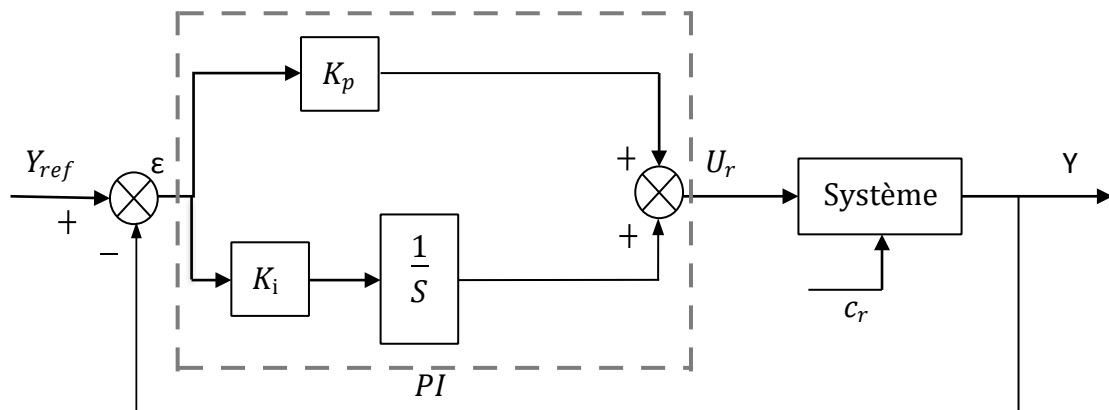 K_p
Y_ref
ε
+
−
+
+
U_r
Système
Y
K_i
1/S
c_r
PI